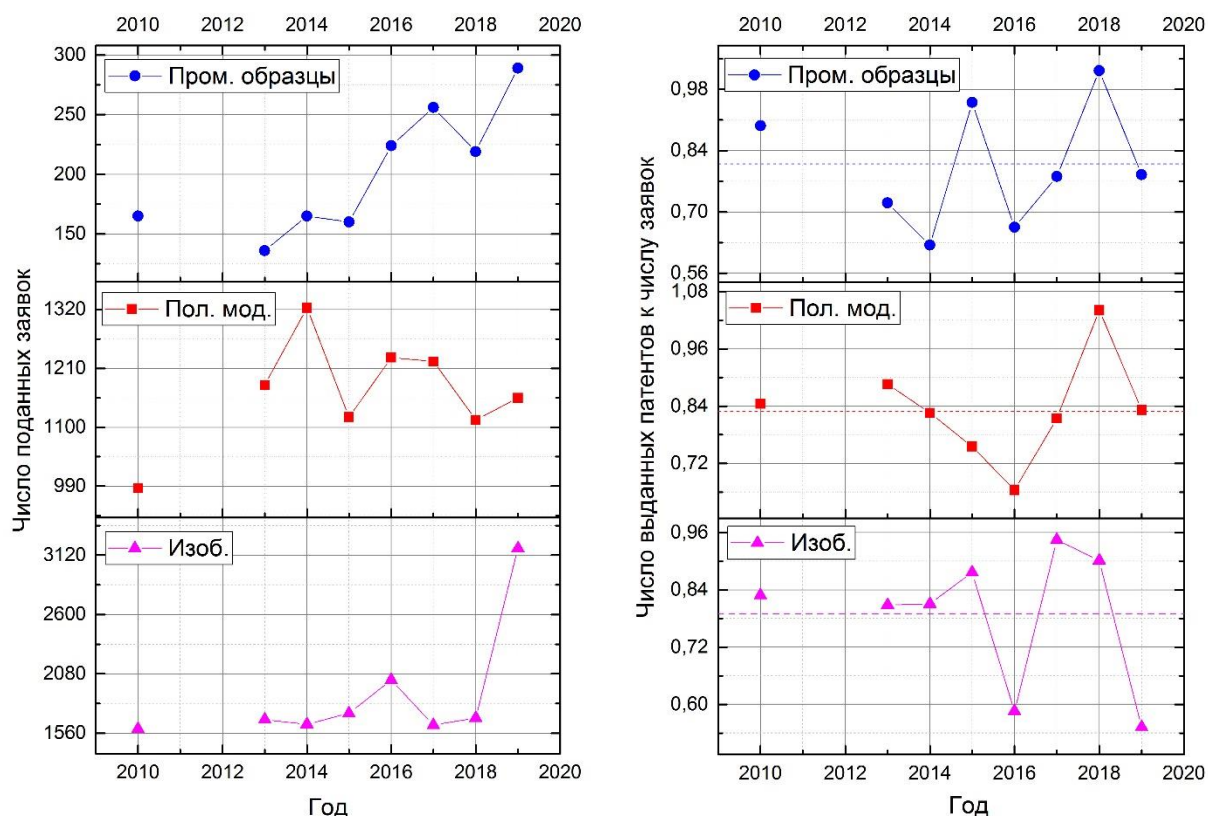 2010 2012 2014 2016 2018 2020
300
250
200
150
Пром. образцы
1320
1210
1100
990
Пол. мод.
3120
2600
2080
1560
Изоб.
Число поданных заявок
2010 2012 2014 2016 2018 2020
Год
2010 2012 2014 2016 2018 2020
0,98
0,84
0,70
0,56
Пром. образцы
1,08
0,96
0,84
0,72
Пол. мод.
0,96
0,84
0,72
0,60
Изоб.
Число выданных патентов к числу заявок
2010 2012 2014 2016 2018 2020
Год